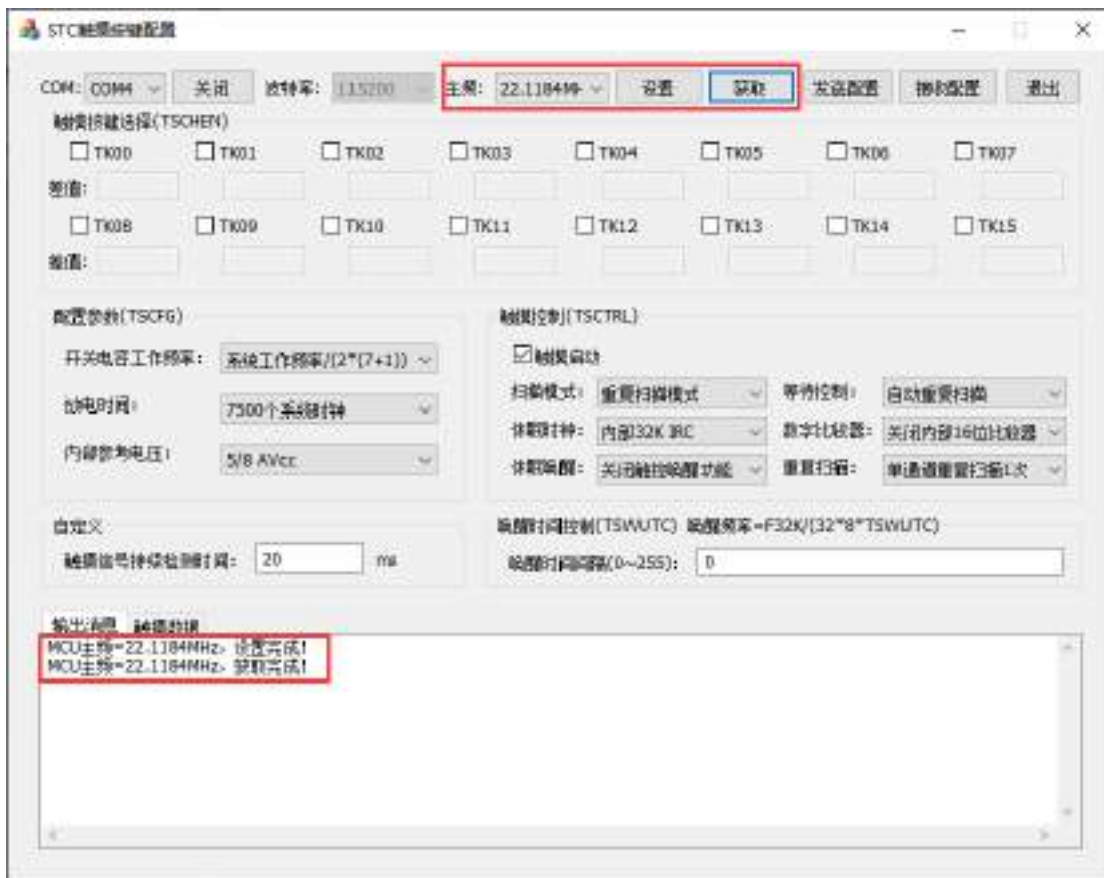 STC触摸按键配置
COM: COM4 关闭 波特率: 115200 主频: 22.1184MH 设置 获取 发送配置 接收配置 退出
触摸按键选择(TSCHEN)
TK00 TK01 TK02 TK03 TK04 TK05 TK06 TK07
差值:
TK08 TK09 TK10 TK11 TK12 TK13 TK14 TK15
差值:
配置参数(TSCFG)
开关电容工作频率: 系统工作频率/(2*(7+1))
放电时间: 7500个系统时钟
内部参考电压: 5/8 AVcc
触摸控制(TSCTRL)
触摸启动
扫描模式: 重复扫描模式 等待控制: 自动重复扫描
休眠时钟: 内部32K IRC 数字比较器: 关闭内部16位比较器
休眠唤醒: 关闭触控唤醒功能 重复扫描: 单通道重复扫描1次
自定义
触摸信号持续检测时间: 20 ms
唤醒时间控制(TSWUTC) 唤醒频率=F32K/(32*8*TSWUTC)
唤醒时间间隔(0~255): 0
输出消息 触摸数据
MCU主频=22.1184MHz> 设置完成!
MCU主频=22.1184MHz> 获取完成!